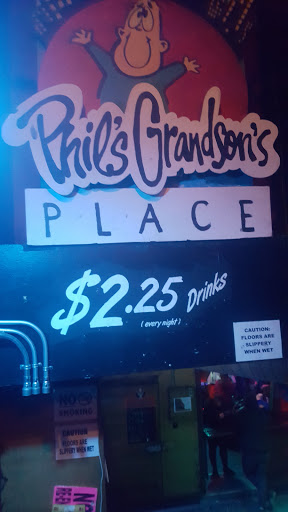 Phil's Grandson's
PLACE
$2.25 Drinks
(every night)
CAUTION:
FLOORS ARE
SLIPPERY
WHEN WET
NO
SMOKING
CAUTION
FLOORS ARE
SLIPPERY
WHEN WET